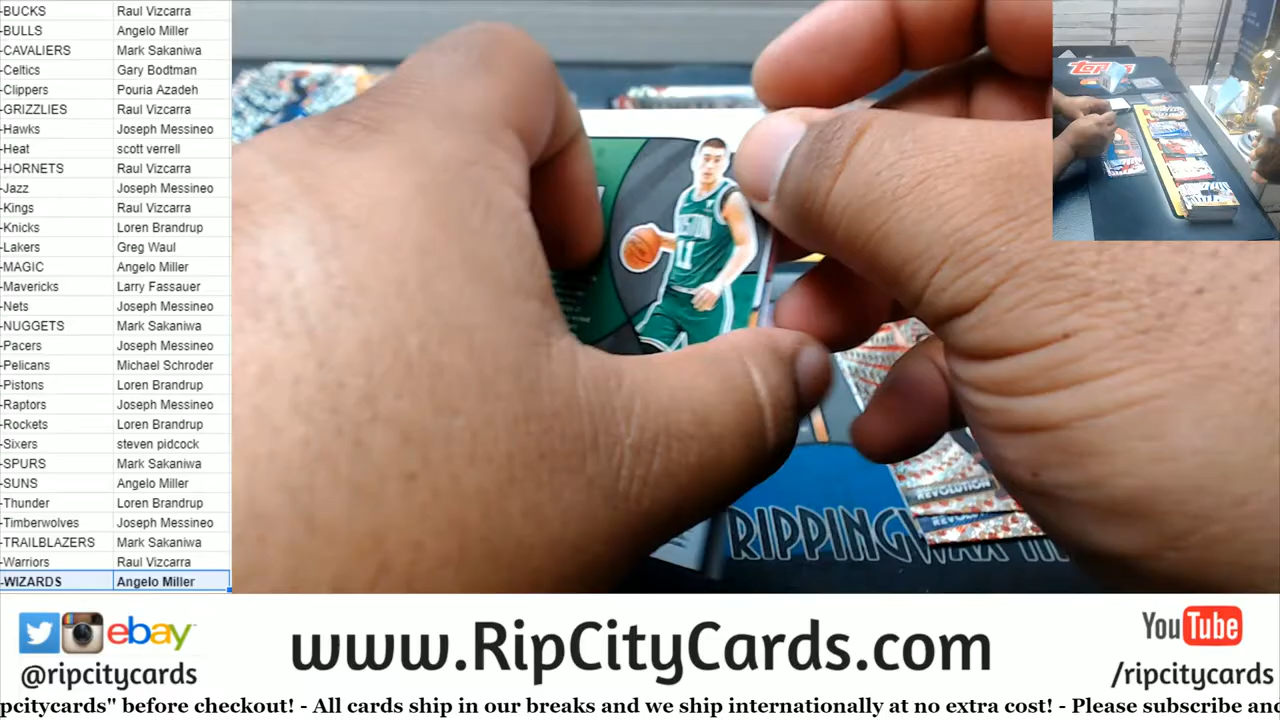 -BUCKS Raul Vizcarra
-BULLS Angelo Miller
-CAVALIERS Mark Sakaniwa
-Celtics Gary Bodtman
-Clippers Pouria Azadeh
-GRIZZLIES Raul Vizcarra
-Hawks Joseph Messineo
-Heat scott verrell
-HORNETS Raul Vizcarra
-Jazz Joseph Messineo
-Kings Raul Vizcarra
-Knicks Loren Brandrup
-Lakers Greg Waul
-MAGIC Angelo Miller
-Mavericks Larry Fassauer
-Nets Joseph Messineo
-NUGGETS Mark Sakaniwa
-Pacers Joseph Messineo
-Pelicans Michael Schroder
-Pistons Loren Brandrup
-Raptors Joseph Messineo
-Rockets Loren Brandrup
-Sixers steven pidcock
-SPURS Mark Sakaniwa
-SUNS Angelo Miller
-Thunder Loren Brandrup
-Timberwolves Joseph Messineo
-TRAILBLAZERS Mark Sakaniwa
-Warriors Raul Vizcarra
-WIZARDS Angelo Miller
topps
11
REVOLUTION
RIPPINGWAX
ebay
@ripcitycards
www.RipCityCards.com
YouTube
/ripcitycards
pcitycards" before checkout! - All cards ship in our breaks and we ship internationally at no extra cost! - Please subscribe and